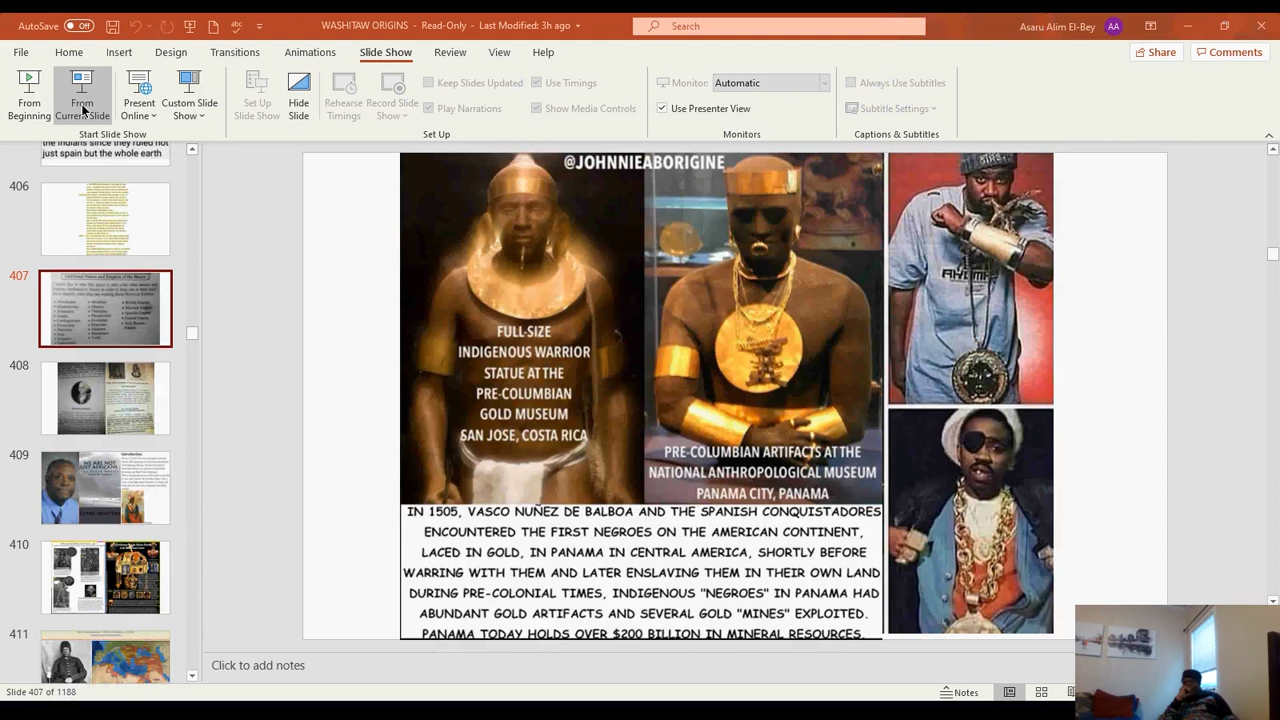 AutoSave Off
WASHITAW ORIGINS - Read-Only - Last Modified: 3h ago
Search
Asaru Alim El-Bey AA
File Home Insert Design Transitions Animations Slide Show Review View Help
Share Comments
From Beginning
From Current Slide
Present Online
Custom Slide Show
Set Up Slide Show
Hide Slide
Rehearse Timings
Record Slide Show
Keep Slides Updated
Play Narrations
Use Timings
Show Media Controls
Monitor: Automatic
Use Presenter View
Always Use Subtitles
Subtitle Settings
Start Slide Show
Set Up
Monitors
Captions & Subtitles
the Indians since they ruled not
just spain but the whole earth
406
407
408
409
410
411
@JOHNNIEABORIGINE
FULL-SIZE
INDIGENOUS WARRIOR
STATUE AT THE
PRE-COLUMBIAN
GOLD MUSEUM
SAN JOSE, COSTA RICA
PRE-COLUMBIAN ARTIFACTS AT THE
NATIONAL ANTHROPOLOGICAL MUSEUM
PANAMA CITY, PANAMA
IN 1505, VASCO NUÑEZ DE BALBOA AND THE SPANISH CONQUISTADORES
ENCOUNTERED THE FIRST NEGROES ON THE AMERICAN CONTINENT,
LACED IN GOLD, IN PANAMA IN CENTRAL AMERICA, SHORTLY BEFORE
WARRING WITH THEM AND LATER ENSLAVING THEM IN THEIR OWN LAND
DURING PRE-COLONIAL TIMES, INDIGENOUS "NEGROES" IN PANAMA HAD
ABUNDANT GOLD ARTIFACTS AND SEVERAL GOLD "MINES" EXPLOITED.
PANAMA TODAY HOLDS OVER $200 BILLION IN MINERAL RESOURCES.
Click to add notes
Slide 407 of 1188
Notes